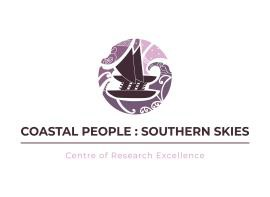 COASTAL PEOPLE : SOUTHERN SKIES
Centre of Research Excellence